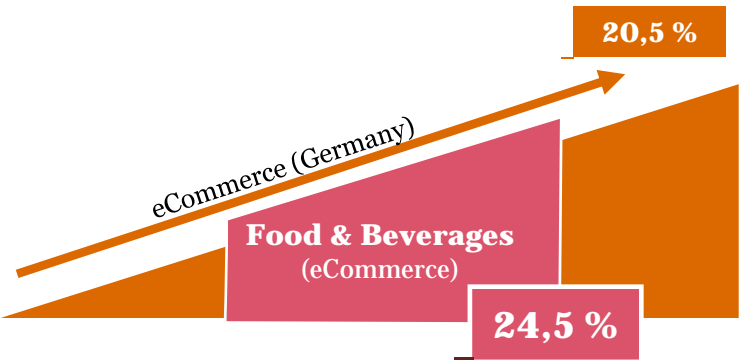 20,5 %
eCommerce (Germany)
Food & Beverages
(eCommerce)
24,5 %